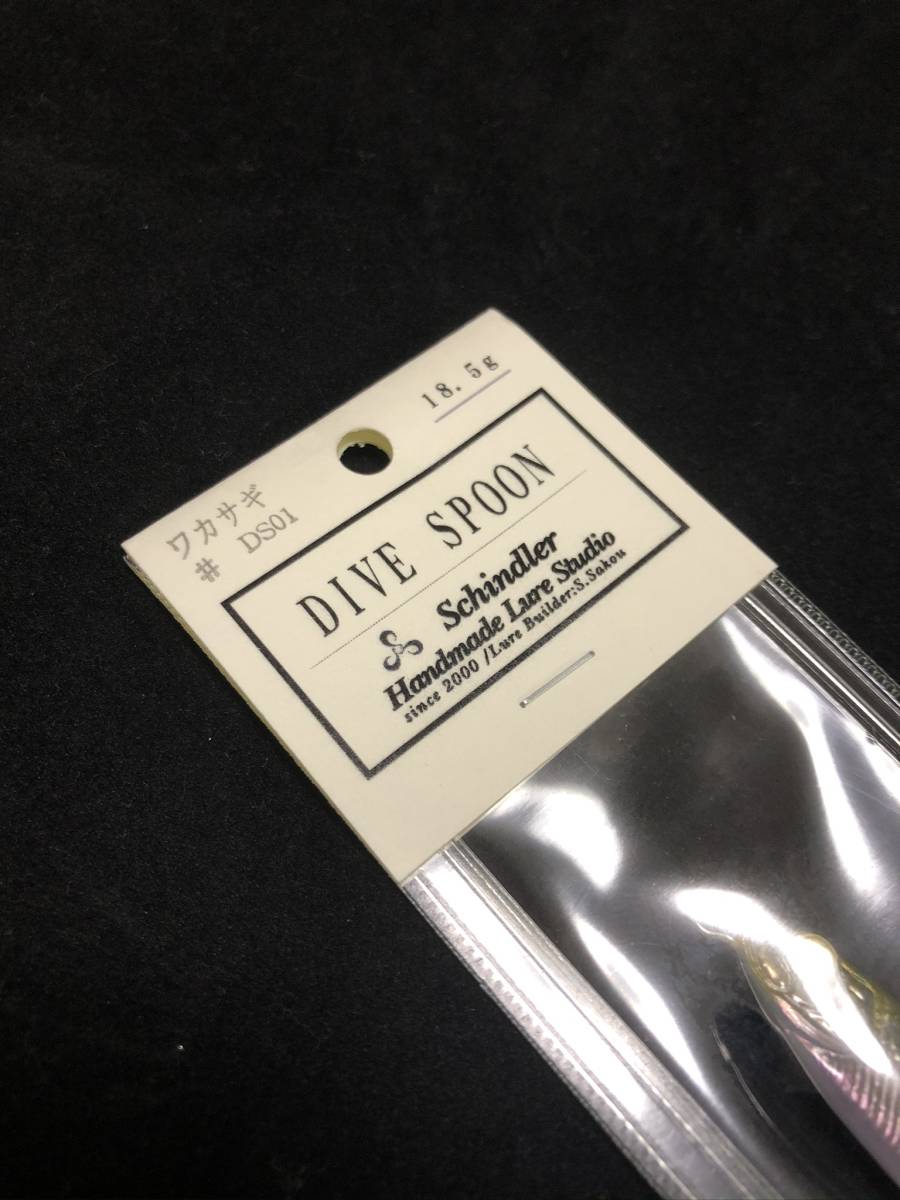 18.5g
ワカサギ
# DS01
DIVE SPOON
Schindler
Handmade Lure Studio
since 2000 /Lure Builder:S.Sakou